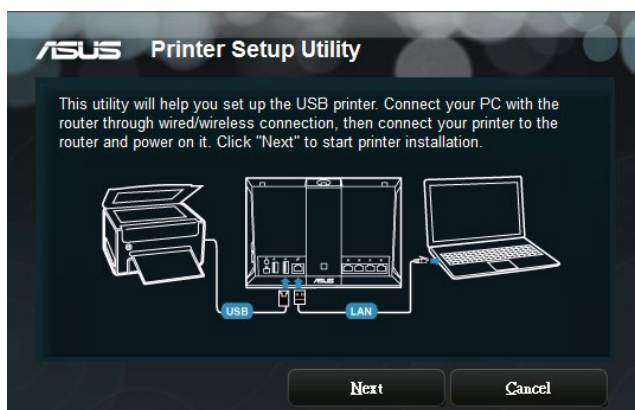 ASUS Printer Setup Utility
This utility will help you set up the USB printer. Connect your PC with the
router through wired/wireless connection, then connect your printer to the
router and power on it. Click "Next" to start printer installation.
ASUS
USB
LAN
Next
Cancel